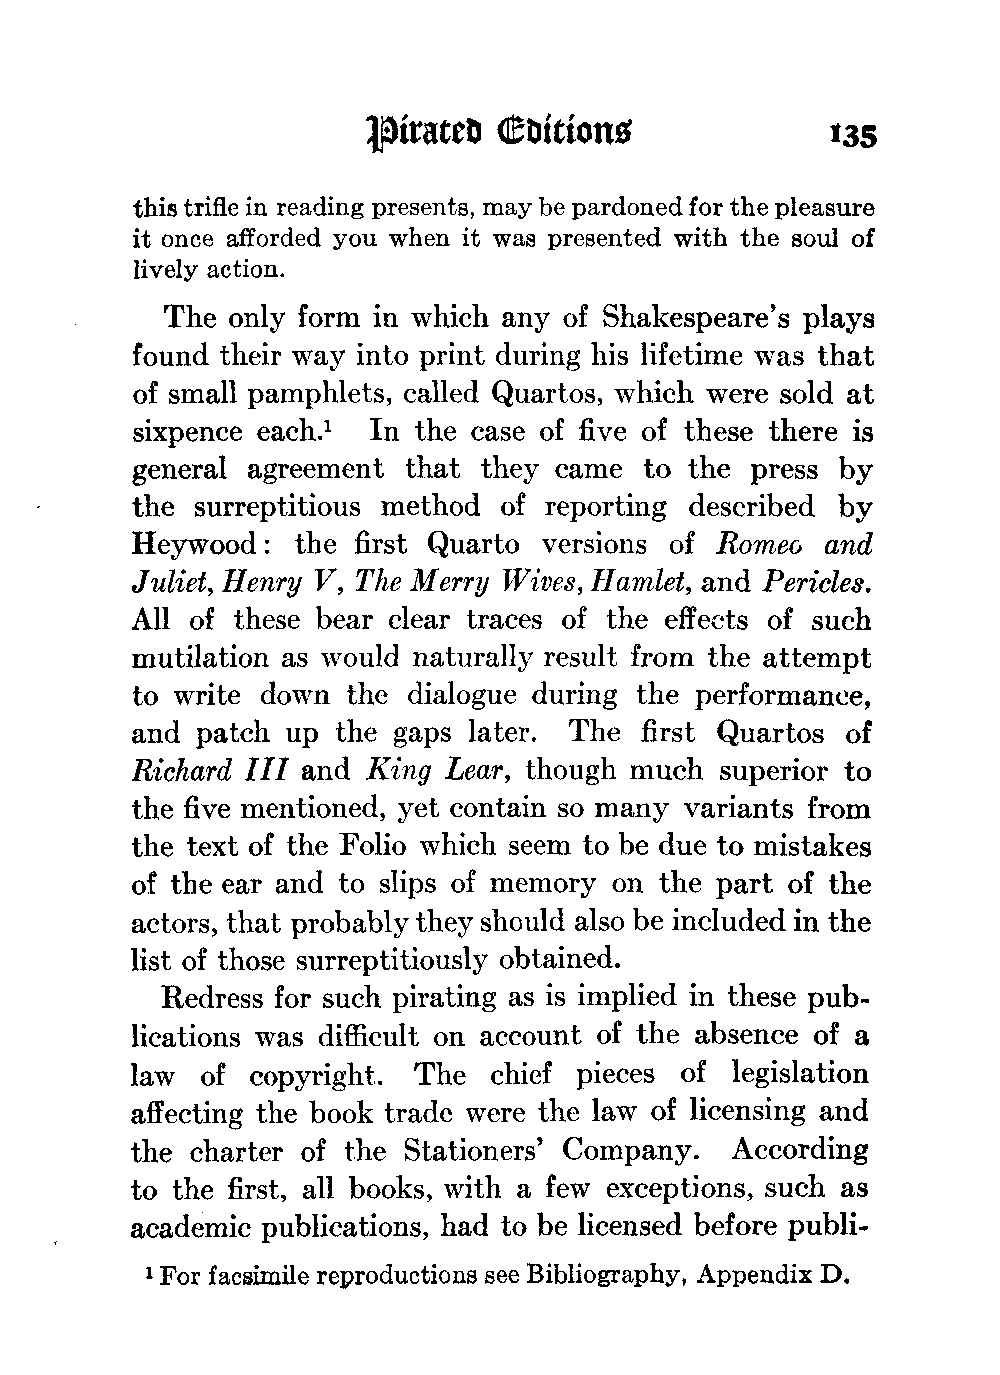 Pirated Editions 135
this trifle in reading presents, may be pardoned for the pleasure
it once afforded you when it was presented with the soul of
lively action.
The only form in which any of Shakespeare's plays
found their way into print during his lifetime was that
of small pamphlets, called Quartos, which were sold at
sixpence each.¹ In the case of five of these there is
general agreement that they came to the press by
the surreptitious method of reporting described by
Heywood: the first Quarto versions of Romeo and
Juliet, Henry V, The Merry Wives, Hamlet, and Pericles.
All of these bear clear traces of the effects of such
mutilation as would naturally result from the attempt
to write down the dialogue during the performance,
and patch up the gaps later. The first Quartos of
Richard III and King Lear, though much superior to
the five mentioned, yet contain so many variants from
the text of the Folio which seem to be due to mistakes
of the ear and to slips of memory on the part of the
actors, that probably they should also be included in the
list of those surreptitiously obtained.
Redress for such pirating as is implied in these pub-
lications was difficult on account of the absence of a
law of copyright. The chief pieces of legislation
affecting the book trade were the law of licensing and
the charter of the Stationers' Company. According
to the first, all books, with a few exceptions, such as
academic publications, had to be licensed before publi-
¹ For facsimile reproductions see Bibliography, Appendix D.